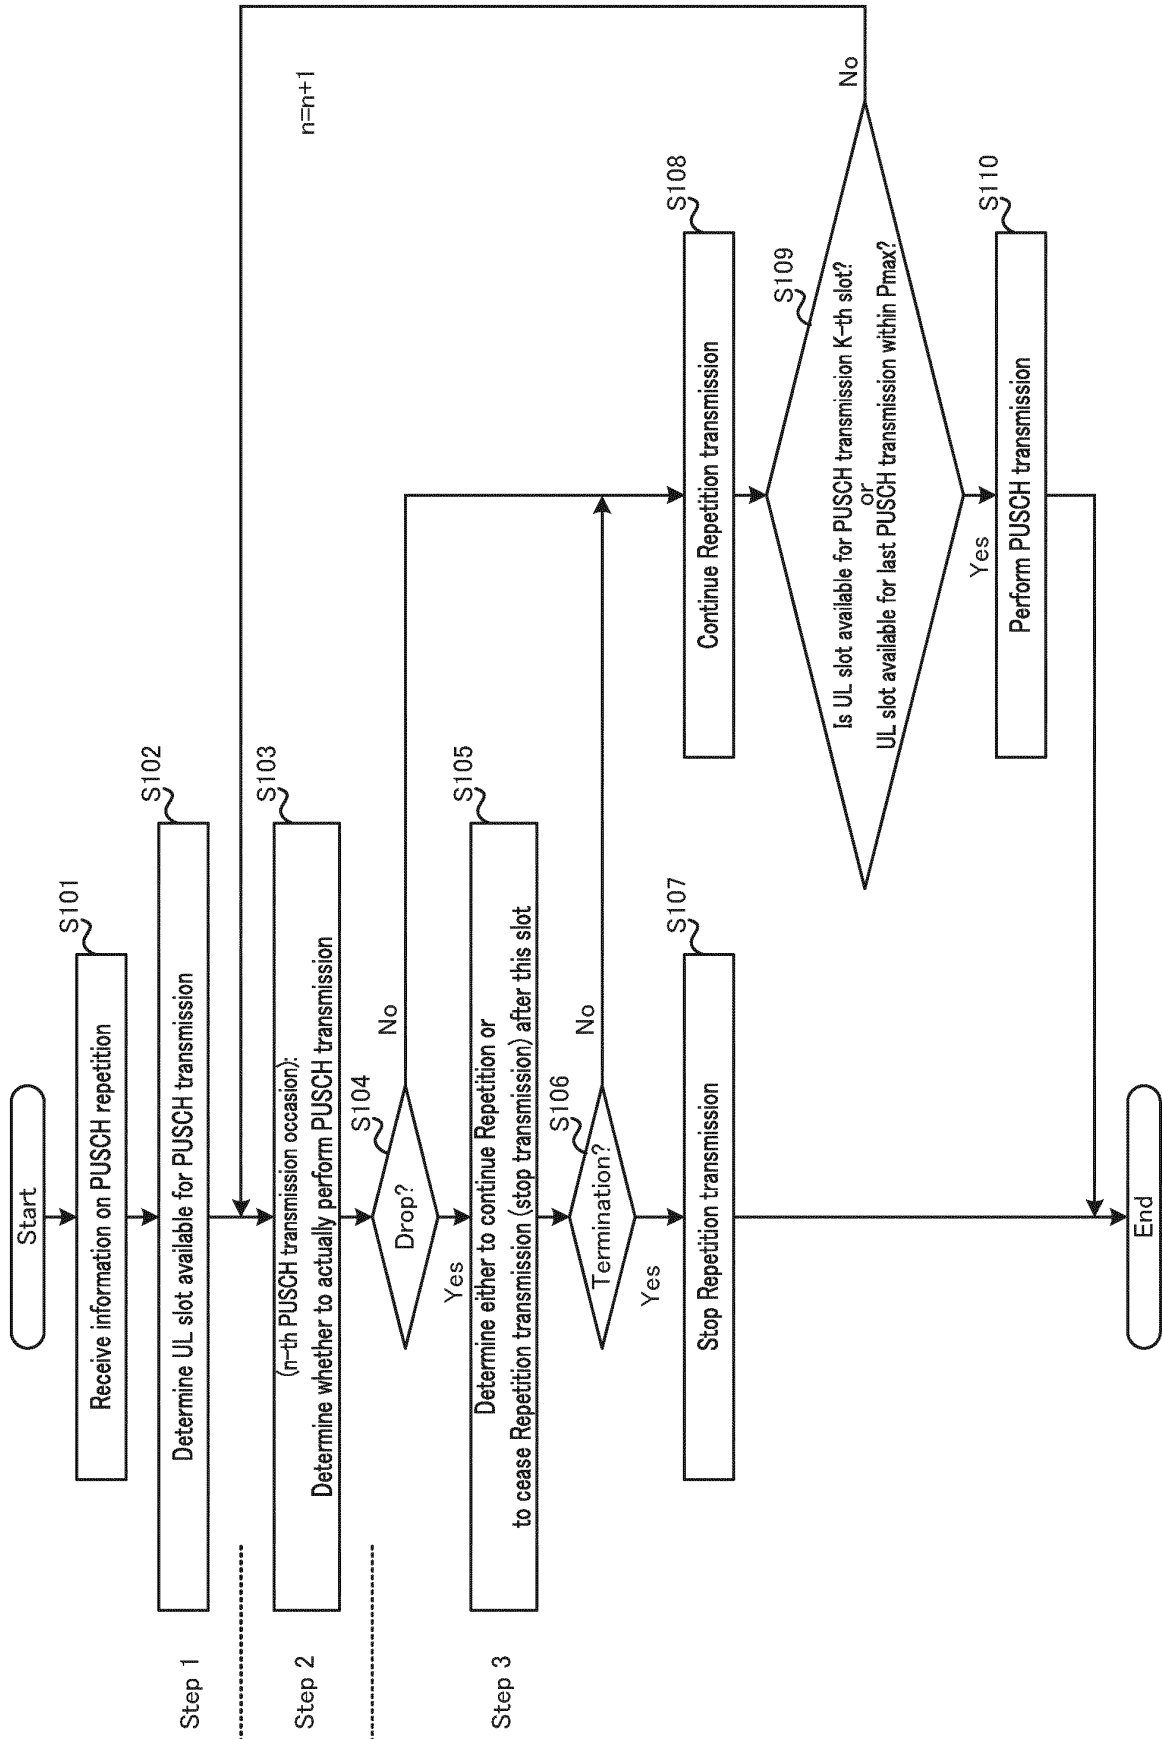 Start
S101
Receive information on PUSCH repetition
S102
Step 1
Determine UL slot available for PUSCH transmission
n=n+1
S103
Step 2
(n-th PUSCH transmission occasion):
Determine whether to actually perform PUSCH transmission
S104
Drop?
No
Yes
S105
Step 3
Determine either to continue Repetition or
to cease Repetition transmission (stop transmission) after this slot
S106
Termination?
No
Yes
S107
Stop Repetition transmission
S108
Continue Repetition transmission
S109
Is UL slot available for PUSCH transmission K-th slot?
or
UL slot available for last PUSCH transmission within Pmax?
No
Yes
S110
Perform PUSCH transmission
End